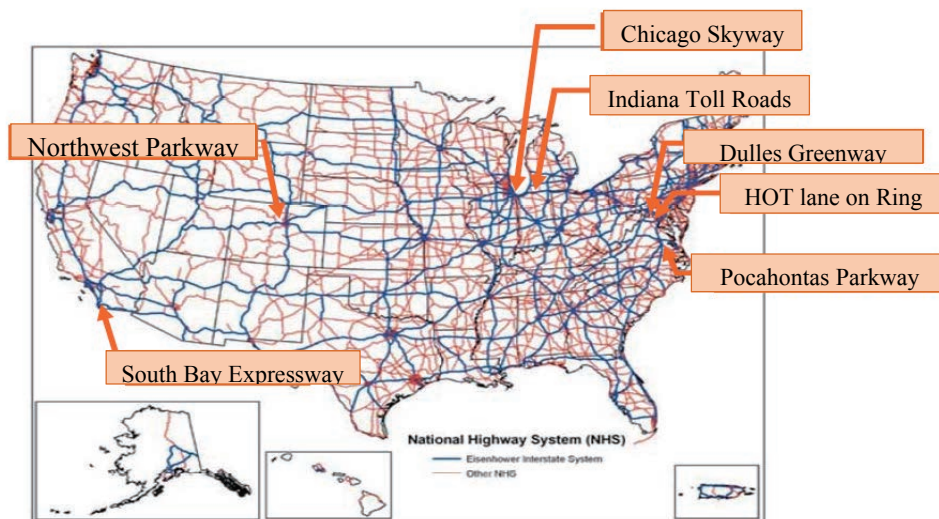 Chicago Skyway
Indiana Toll Roads
Northwest Parkway
Dulles Greenway
HOT lane on Ring
Pocahontas Parkway
South Bay Expressway
National Highway System (NHS)
Eisenhower Interstate System
Other NHS